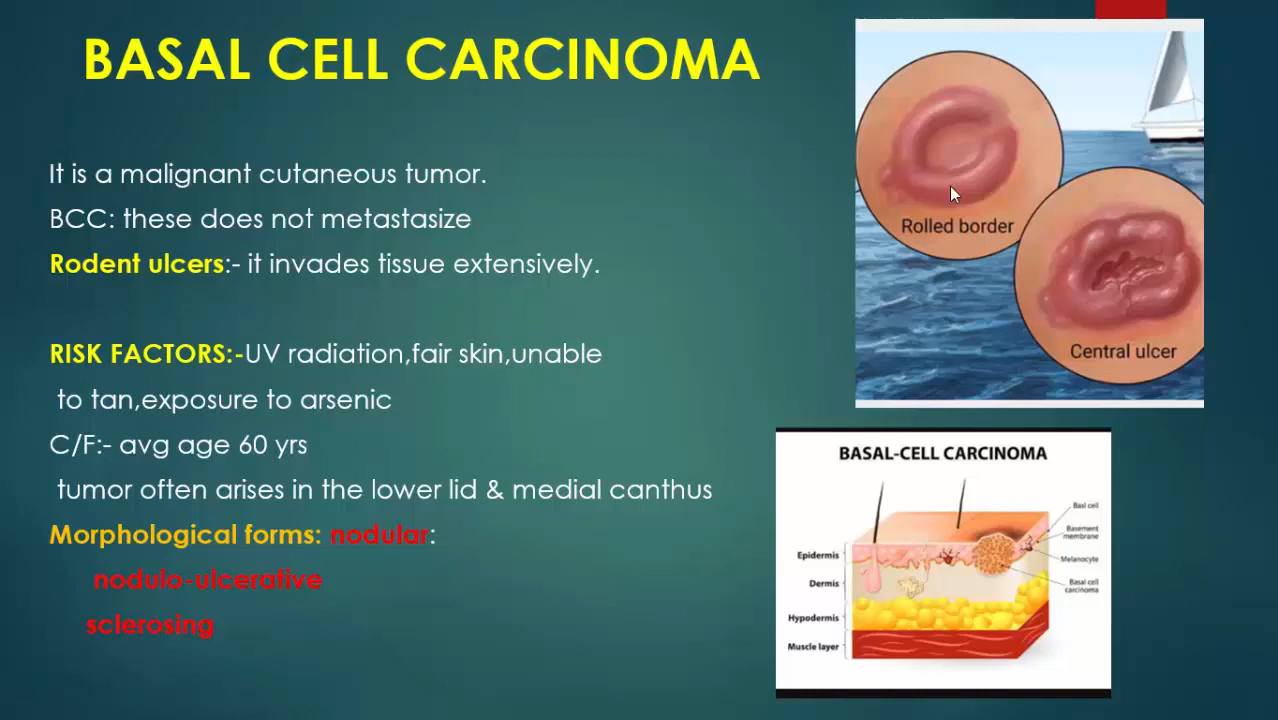 BASAL CELL CARCINOMA
It is a malignant cutaneous tumor.
BCC: these does not metastasize
Rodent ulcers:- it invades tissue extensively.
RISK FACTORS:-UV radiation,fair skin,unable
to tan,exposure to arsenic
C/F:- avg age 60 yrs
tumor often arises in the lower lid & medial canthus
Morphological forms: nodular:
nodulo-ulcerative
sclerosing
Rolled border
Central ulcer
BASAL-CELL CARCINOMA
Epidermis
Dermis
Hypodermis
Muscle layer
Basl cell
Basement
membrane
Melanocyte
Basal cell
carcinoma